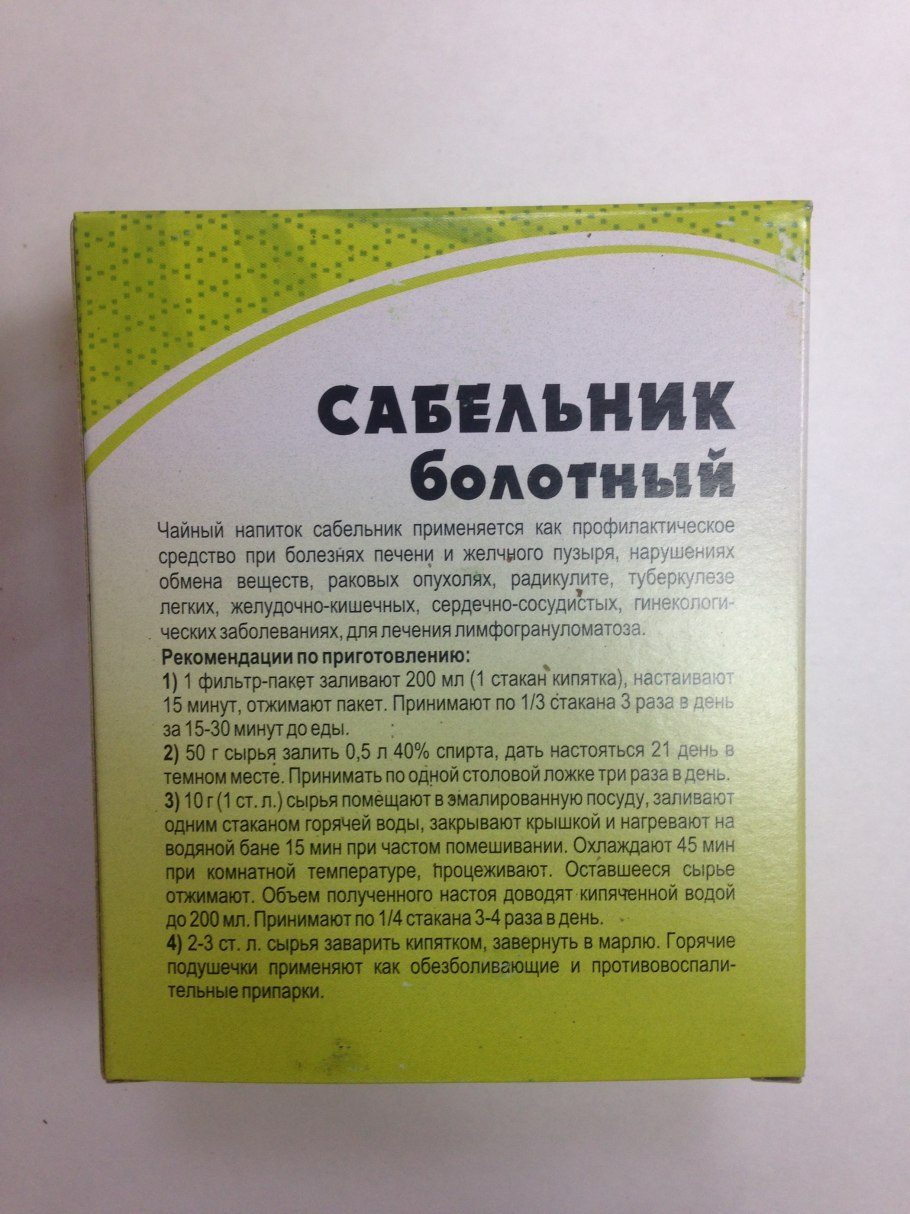 САБЕЛЬНИК
болотный
Чайный напиток сабельник применяется как профилактическое
средство при болезнях печени и желчного пузыря, нарушениях
обмена веществ, раковых опухолях, радикулите, туберкулезе
легких, желудочно-кишечных, сердечно-сосудистых, гинекологи-
ческих заболеваниях, для лечения лимфогрануломатоза.
Рекомендации по приготовлению:
1) 1 фильтр-пакет заливают 200 мл (1 стакан кипятка), настаивают
15 минут, отжимают пакет. Принимают по 1/3 стакана 3 раза в день
за 15-30 минут до еды.
2) 50 г сырья залить 0,5 л 40% спирта, дать настояться 21 день в
темном месте. Принимать по одной столовой ложке три раза в день.
3) 10 г (1 ст. л.) сырья помещают в эмалированную посуду, заливают
одним стаканом горячей воды, закрывают крышкой и нагревают на
водяной бане 15 мин при частом помешивании. Охлаждают 45 мин
при комнатной температуре, процеживают. Оставшееся сырье
отжимают. Объем полученного настоя доводят кипяченной водой
до 200 мл. Принимают по 1/4 стакана 3-4 раза в день.
4) 2-3 ст. л. сырья заварить кипятком, завернуть в марлю. Горячие
подушечки применяют как обезболивающие и противовоспали-
тельные припарки.